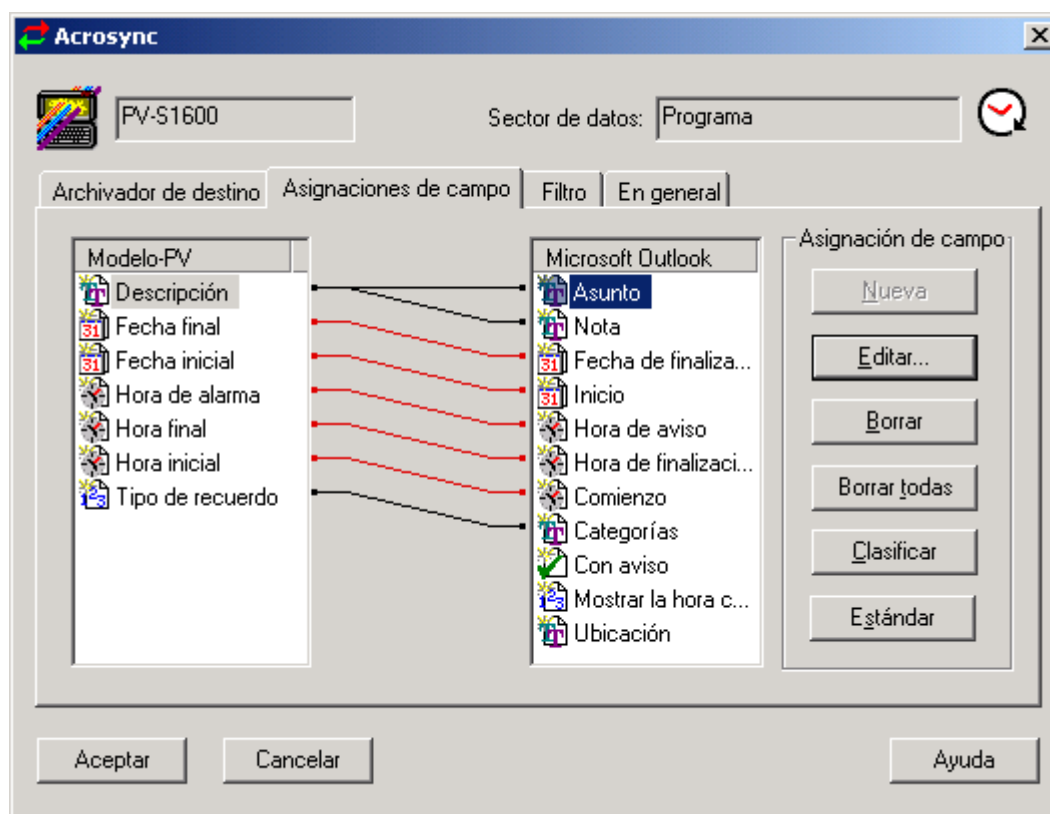 Acrosync
PV-S1600
Sector de datos: Programa
Archivador de destino
Asignaciones de campo
Filtro
En general
Modelo-PV
Descripción
Fecha final
Fecha inicial
Hora de alarma
Hora final
Hora inicial
Tipo de recuerdo
Microsoft Outlook
Asunto
Nota
Fecha de finaliza...
Inicio
Hora de aviso
Hora de finalizaci...
Comienzo
Categorías
Con aviso
Mostrar la hora c...
Ubicación
Asignación de campo
Nueva
Editar...
Borrar
Borrar todas
Clasificar
Estándar
Aceptar
Cancelar
Ayuda